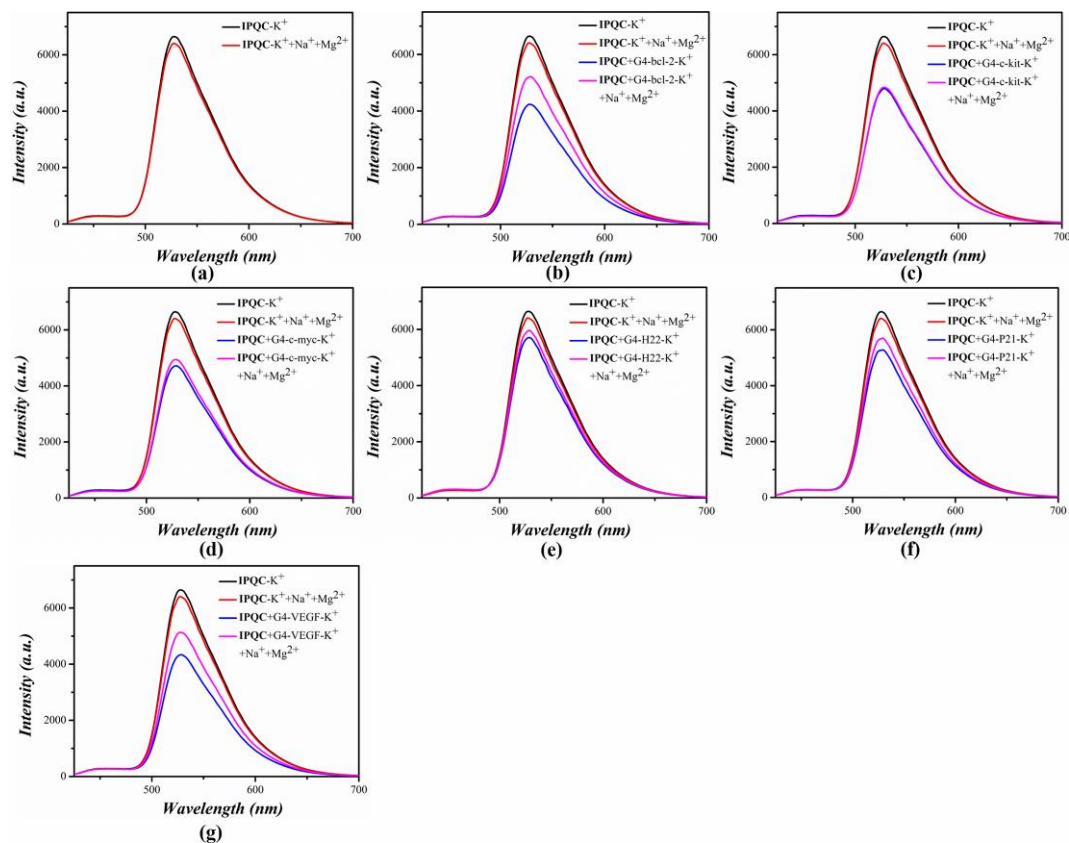 IPQC-K+
IPQC-K++Na++Mg2+
6000
4000
2000
0
Intensity (a.u.)
500
600
700
Wavelength (nm)
(a)
IPQC-K+
IPQC-K++Na++Mg2+
IPQC+G4-bcl-2-K+
IPQC+G4-bcl-2-K+
+Na++Mg2+
6000
4000
2000
0
Intensity (a.u.)
500
600
700
Wavelength (nm)
(b)
IPQC-K+
IPQC-K++Na++Mg2+
IPQC+G4-c-kit-K+
IPQC+G4-c-kit-K+
+Na++Mg2+
6000
4000
2000
0
Intensity (a.u.)
500
600
700
Wavelength (nm)
(c)
IPQC-K+
IPQC-K++Na++Mg2+
IPQC+G4-c-myc-K+
IPQC+G4-c-myc-K+
+Na++Mg2+
6000
4000
2000
0
Intensity (a.u.)
500
600
700
Wavelength (nm)
(d)
IPQC-K+
IPQC-K++Na++Mg2+
IPQC+G4-H22-K+
IPQC+G4-H22-K+
+Na++Mg2+
6000
4000
2000
0
Intensity (a.u.)
500
600
700
Wavelength (nm)
(e)
IPQC-K+
IPQC-K++Na++Mg2+
IPQC+G4-P21-K+
IPQC+G4-P21-K+
+Na++Mg2+
6000
4000
2000
0
Intensity (a.u.)
500
600
700
Wavelength (nm)
(f)
IPQC-K+
IPQC-K++Na++Mg2+
IPQC+G4-VEGF-K+
IPQC+G4-VEGF-K+
+Na++Mg2+
6000
4000
2000
0
Intensity (a.u.)
500
600
700
Wavelength (nm)
(g)